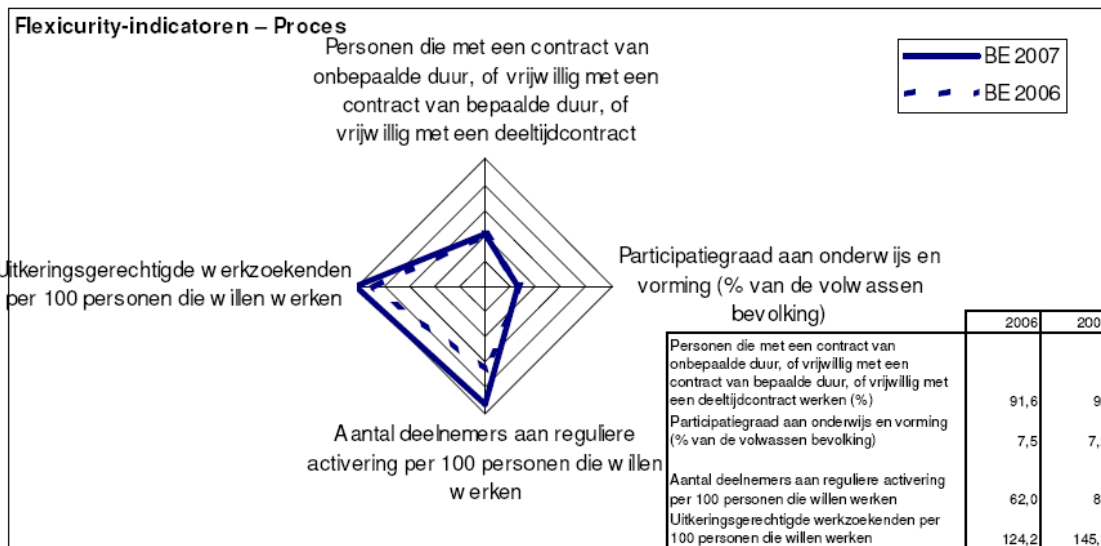 Flexicurity-indicatoren – Proces
Personen die met een contract van
onbepaalde duur, of vrijwillig met een
contract van bepaalde duur, of
vrijwillig met een deeltijdcontract
BE 2007
BE 2006
Uitkeringsgerechtigde werkzoekenden
per 100 personen die willen werken
Participatiegraad aan onderwijs en
vorming (% van de volwassen
bevolking)
Aantal deelnemers aan reguliere
activering per 100 personen die willen
werken
2006
Personen die met een contract van
onbepaalde duur, of vrijwillig met een
contract van bepaalde duur, of vrijwillig met
een deeltijdcontract werken (%) 91,6
Participatiegraad aan onderwijs en vorming
(% van de volwassen bevolking) 7,5
Aantal deelnemers aan reguliere activering
per 100 personen die willen werken 62,0
Uitkeringsgerechtigde werkzoekenden per
100 personen die willen werken 124,2